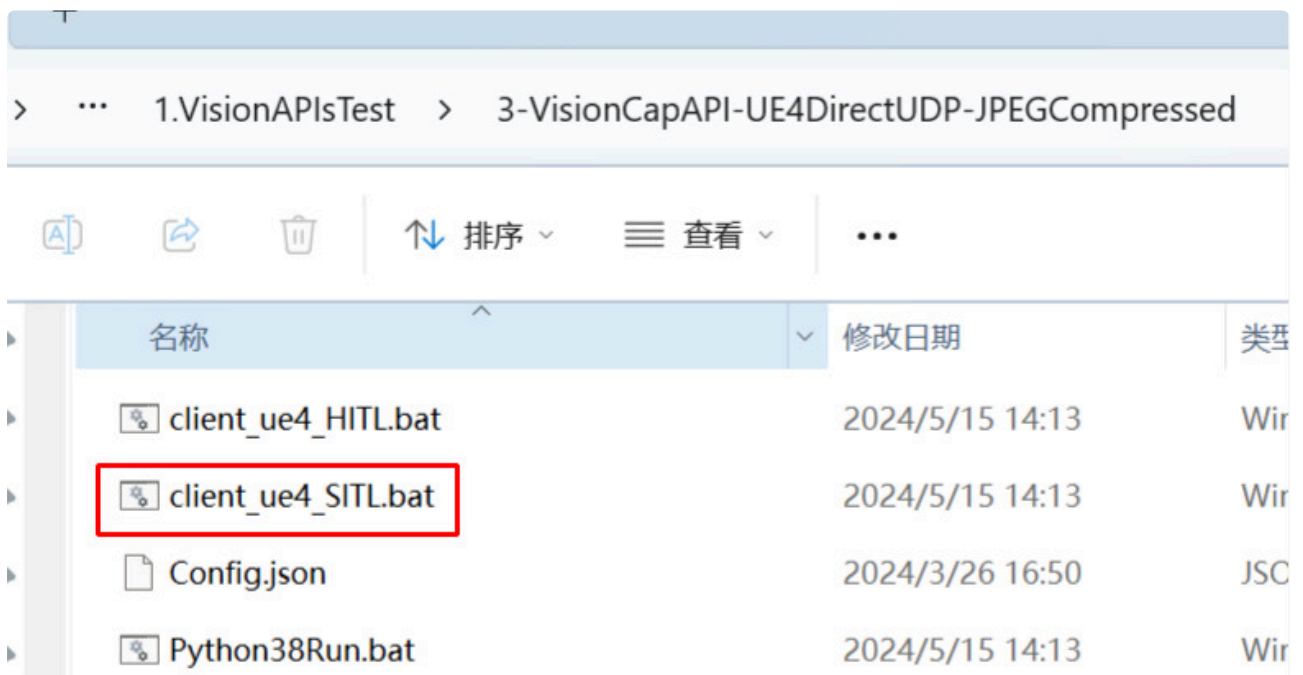 1.VisionAPIsTest > 3-VisionCapAPI-UE4DirectUDP-JPEGCompressed
A 排序 查看
名称 修改日期
client_ue4_HITL.bat 2024/5/15 14:13
client_ue4_SITL.bat 2024/5/15 14:13
Config.json 2024/3/26 16:50
Python38Run.bat 2024/5/15 14:13